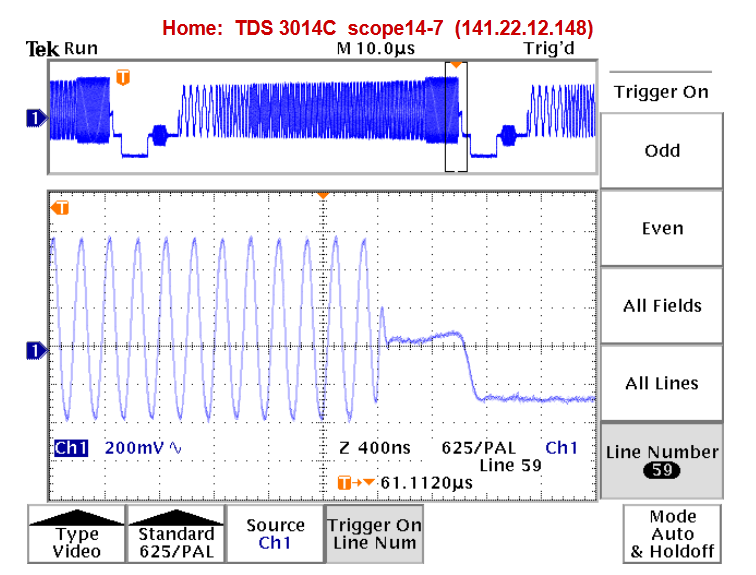 Home: TDS 3014C scope14-7 (141.22.12.148)
Tek Run M 10.0µs Trig'd
T
1
Trigger On
Odd
Even
All Fields
All Lines
Line Number
59
T
1
Ch1 200mV ∿ Z 400ns 625/PAL Ch1
Line 59
T→▼ 61.1120µs
Type
Video
Standard
625/PAL
Source
Ch1
Trigger On
Line Num
Mode
Auto
& Holdoff